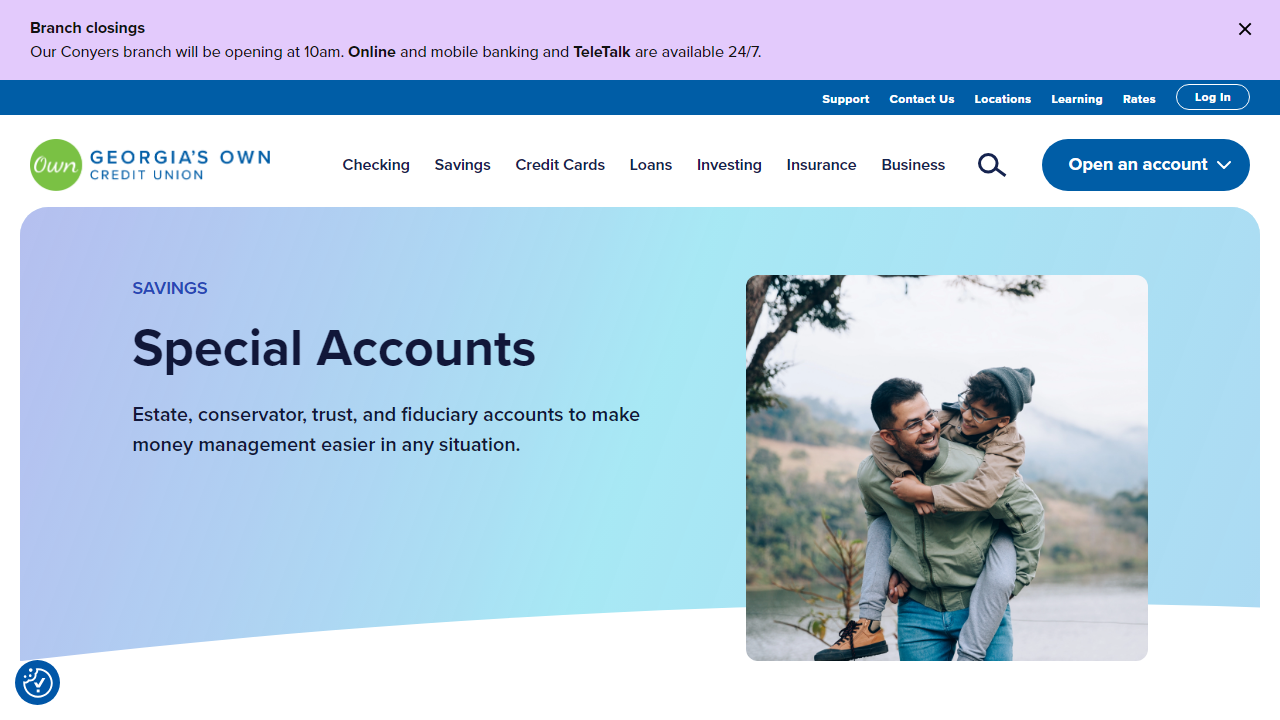 Branch closings
Our Conyers branch will be opening at 10am. Online and mobile banking and TeleTalk are available 24/7.
Support Contact Us Locations Learning Rates Log In
Own GEORGIA'S OWN
CREDIT UNION
Checking Savings Credit Cards Loans Investing Insurance Business Open an account
SAVINGS
Special Accounts
Estate, conservator, trust, and fiduciary accounts to make
money management easier in any situation.